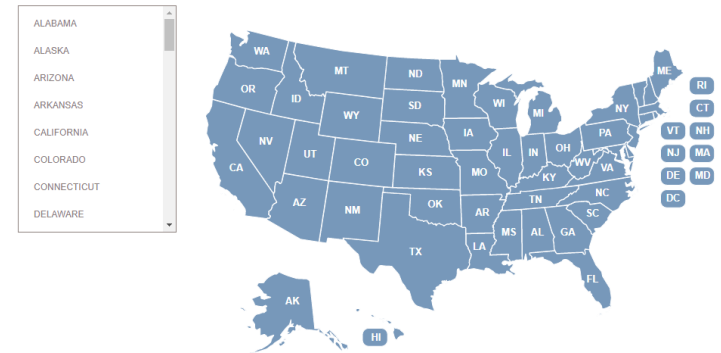 ALABAMA
ALASKA
ARIZONA
ARKANSAS
CALIFORNIA
COLORADO
CONNECTICUT
DELAWARE
WA
MT
ND
MN
ME
OR
ID
SD
WI
MI
NY
RI
WY
CT
NV
NE
IA
PA
VT
NH
UT
CO
IL
IN
OH
NJ
MA
CA
KS
MO
KY
WV
VA
DE
MD
AZ
NM
OK
AR
TN
NC
DC
SC
TX
LA
MS
AL
GA
FL
AK
HI